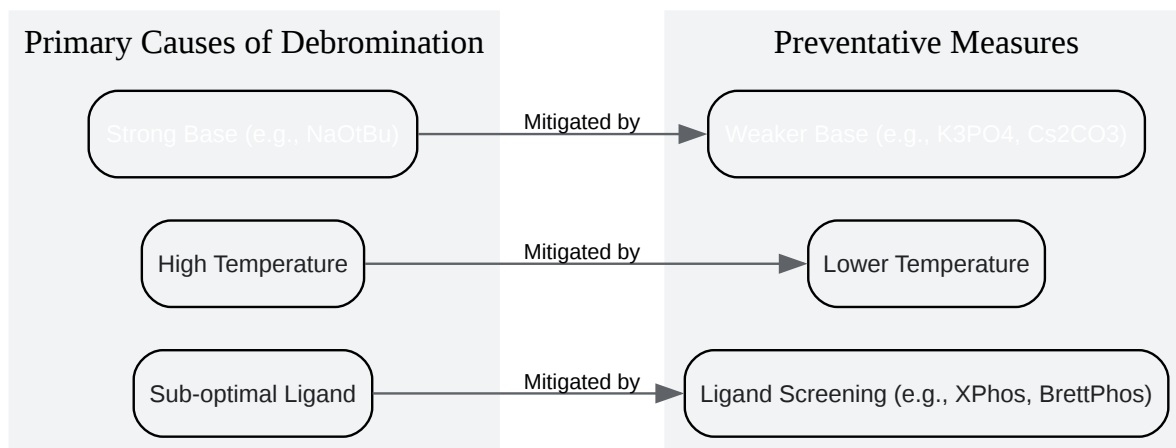 Primary Causes of Debromination
Preventative Measures
Strong Base (e.g., NaOtBu)
Mitigated by
Weaker Base (e.g., K3PO4, Cs2CO3)
High Temperature
Mitigated by
Lower Temperature
Sub-optimal Ligand
Mitigated by
Ligand Screening (e.g., XPhos, BrettPhos)